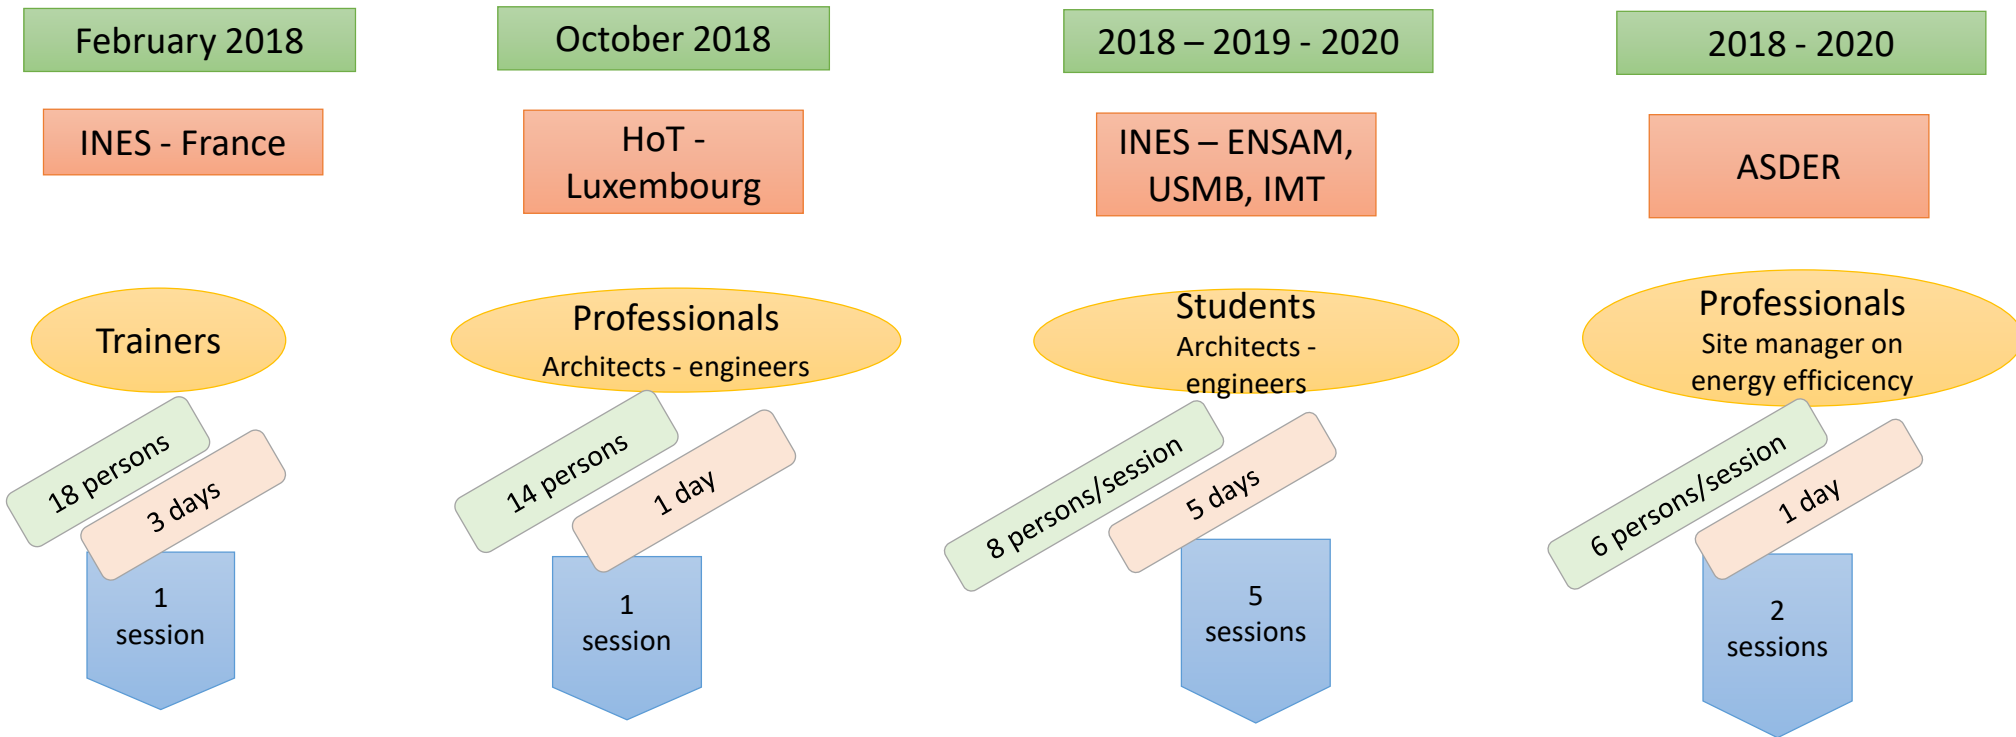 February 2018
INES - France
Trainers
18 persons
3 days
1
session
October 2018
HoT -
Luxembourg
Professionals
Architects - engineers
14 persons
1 day
1
session
2018 – 2019 - 2020
INES – ENSAM,
USMB, IMT
Students
Architects -
engineers
8 persons/session
5 days
5
sessions
2018 - 2020
ASDER
Professionals
Site manager on
energy efficicency
6 persons/session
1 day
2
sessions